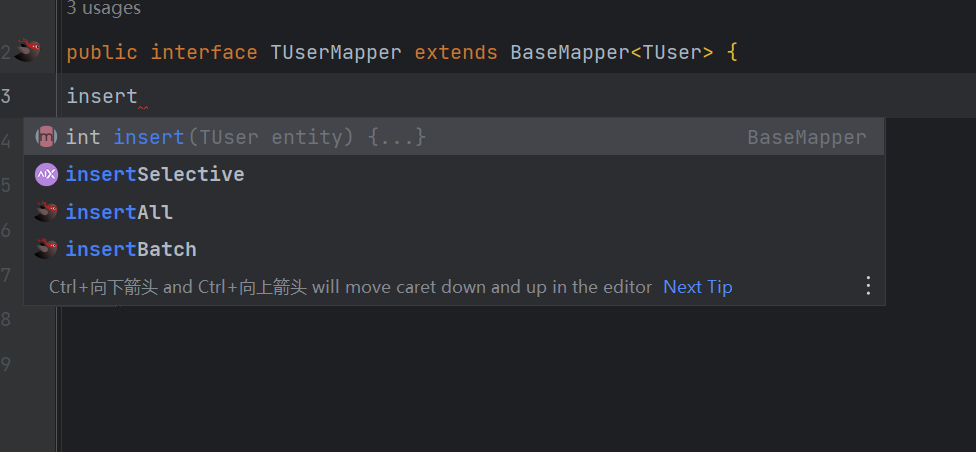 3 usages
2 public interface TUserMapper extends BaseMapper<TUser> {
3 insert
4 int insert(TUser entity) {...} BaseMapper
insertSelective
5
insertAll
6
insertBatch
7 Ctrl+向下箭头 and Ctrl+向上箭头 will move caret down and up in the editor Next Tip
8
9